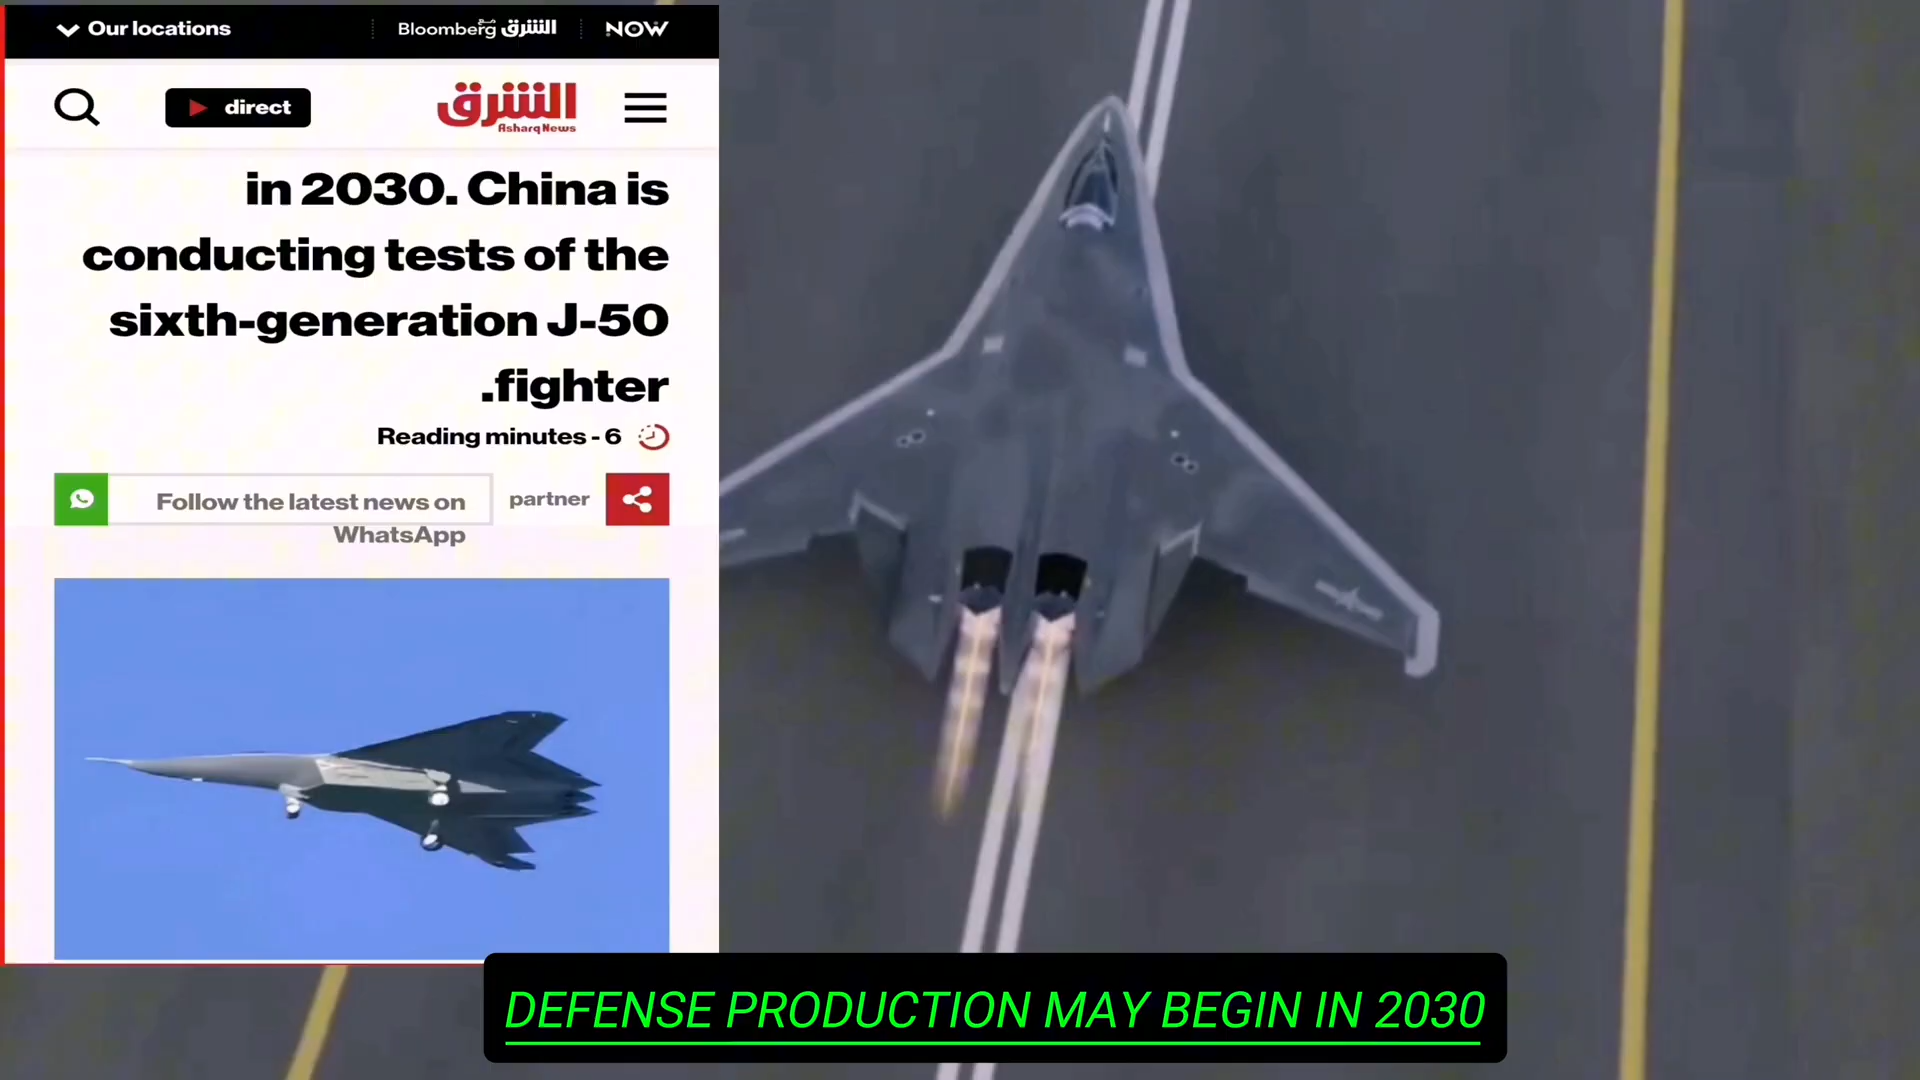 Our locations
Bloomberg الشرق مع
NOW
direct
الشرق
Asharq News
in 2030. China is
conducting tests of the
sixth-generation J-50
.fighter
Reading minutes - 6
Follow the latest news on
WhatsApp
partner
DEFENSE PRODUCTION MAY BEGIN IN 2030